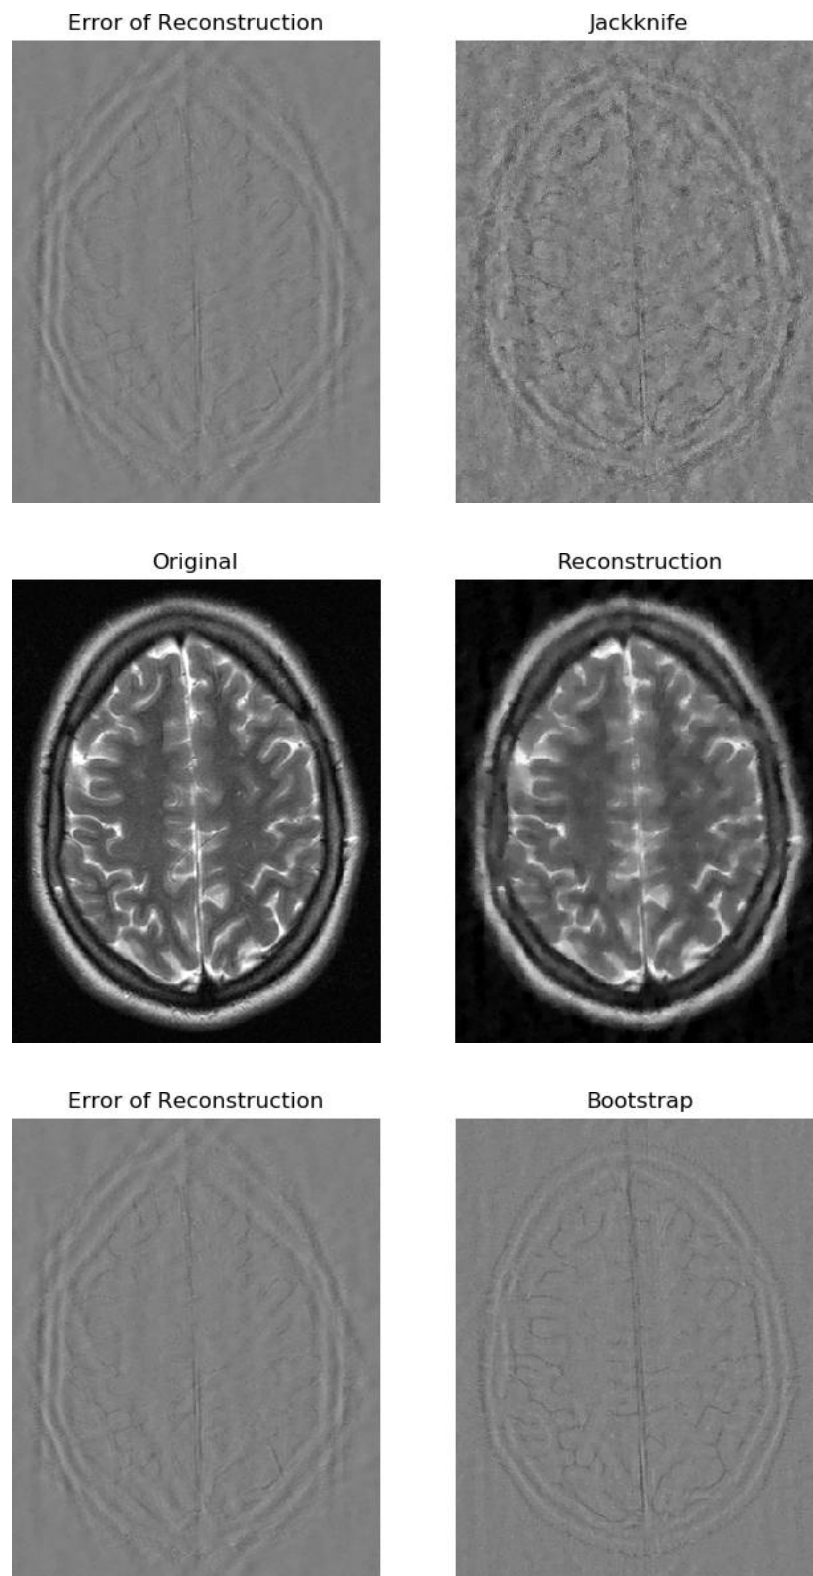 Error of Reconstruction
Jackknife
Original
Reconstruction
Error of Reconstruction
Bootstrap